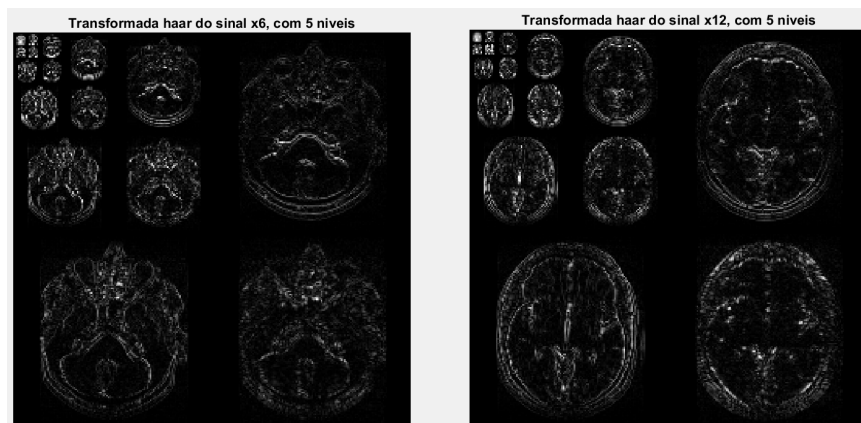 Transformada haar do sinal x6, com 5 niveis
Transformada haar do sinal x12, com 5 niveis